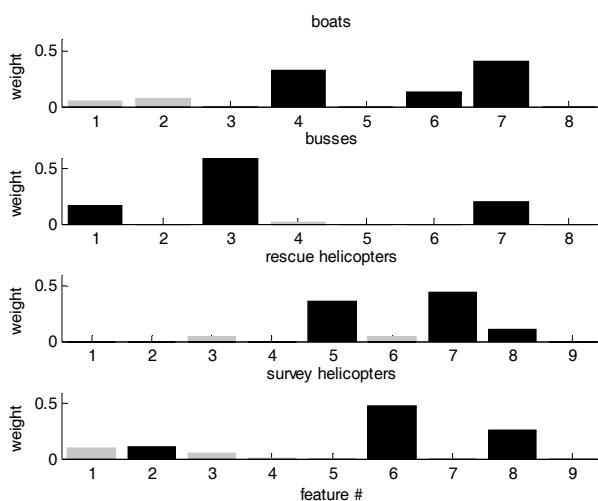 boats
weight
0.5
0
1 2 3 4 5 6 7 8
busses
weight
0.5
0
1 2 3 4 5 6 7 8
rescue helicopters
weight
0.5
0
1 2 3 4 5 6 7 8 9
survey helicopters
weight
0.5
0
1 2 3 4 5 6 7 8 9
feature #